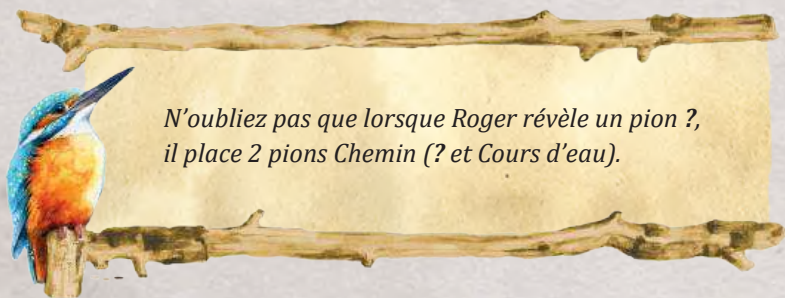 N’oubliez pas que lorsque Roger révèle un pion ?,
il place 2 pions Chemin (? et Cours d’eau).